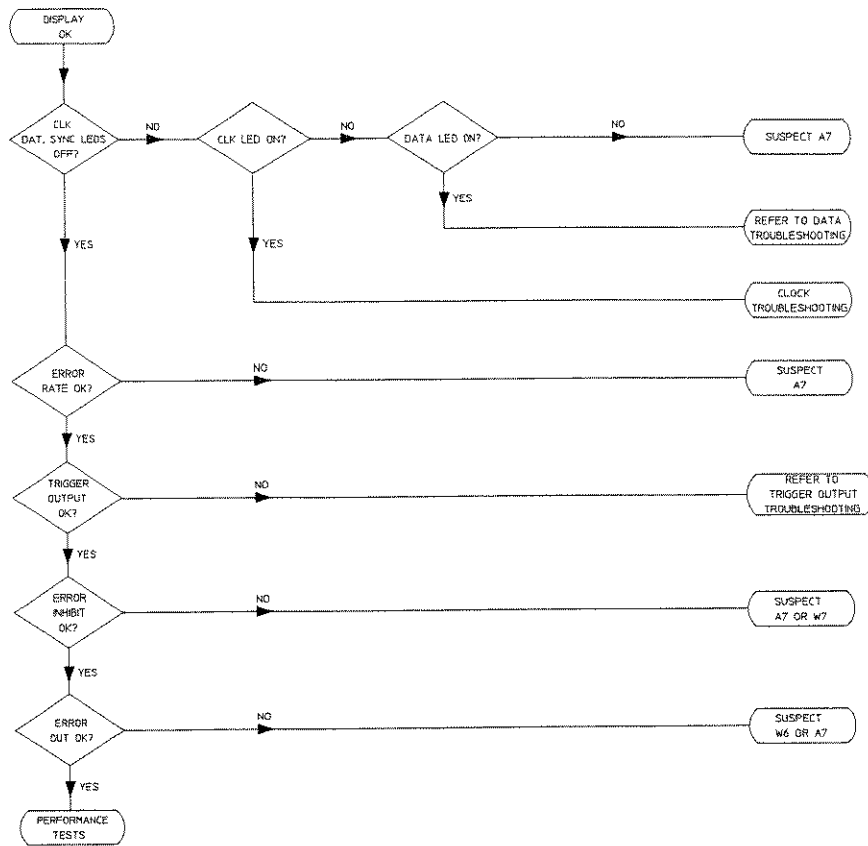 DISPLAY
OK
CLK
DAT, SYNC LEDS
OFF?
NO
CLK LED ON?
NO
DATA LED ON?
NO
SUSPECT A7
YES
REFER TO DATA
TROUBLESHOOTING
YES
YES
CLOCK
TROUBLESHOOTING
ERROR
RATE OK?
NO
SUSPECT
A7
YES
TRIGGER
OUTPUT
OK?
NO
REFER TO
TRIGGER OUTPUT
TROUBLESHOOTING
YES
ERROR
INHIBIT
OK?
NO
SUSPECT
A7 OR W7
YES
ERROR
OUT OK?
NO
SUSPECT
W6 OR A7
YES
PERFORMANCE
TESTS